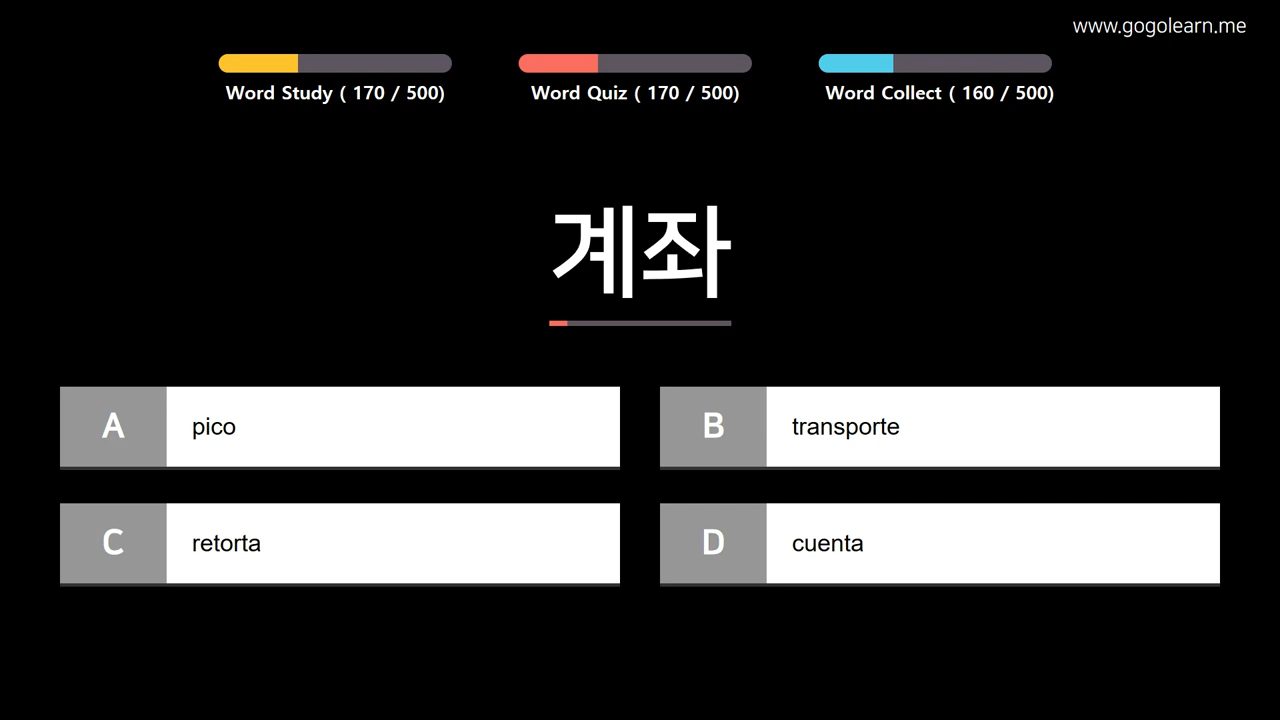 www.gogolearn.me
Word Study ( 170 / 500)
Word Quiz ( 170 / 500)
Word Collect ( 160 / 500)
계좌
A pico
B transporte
C retorta
D cuenta